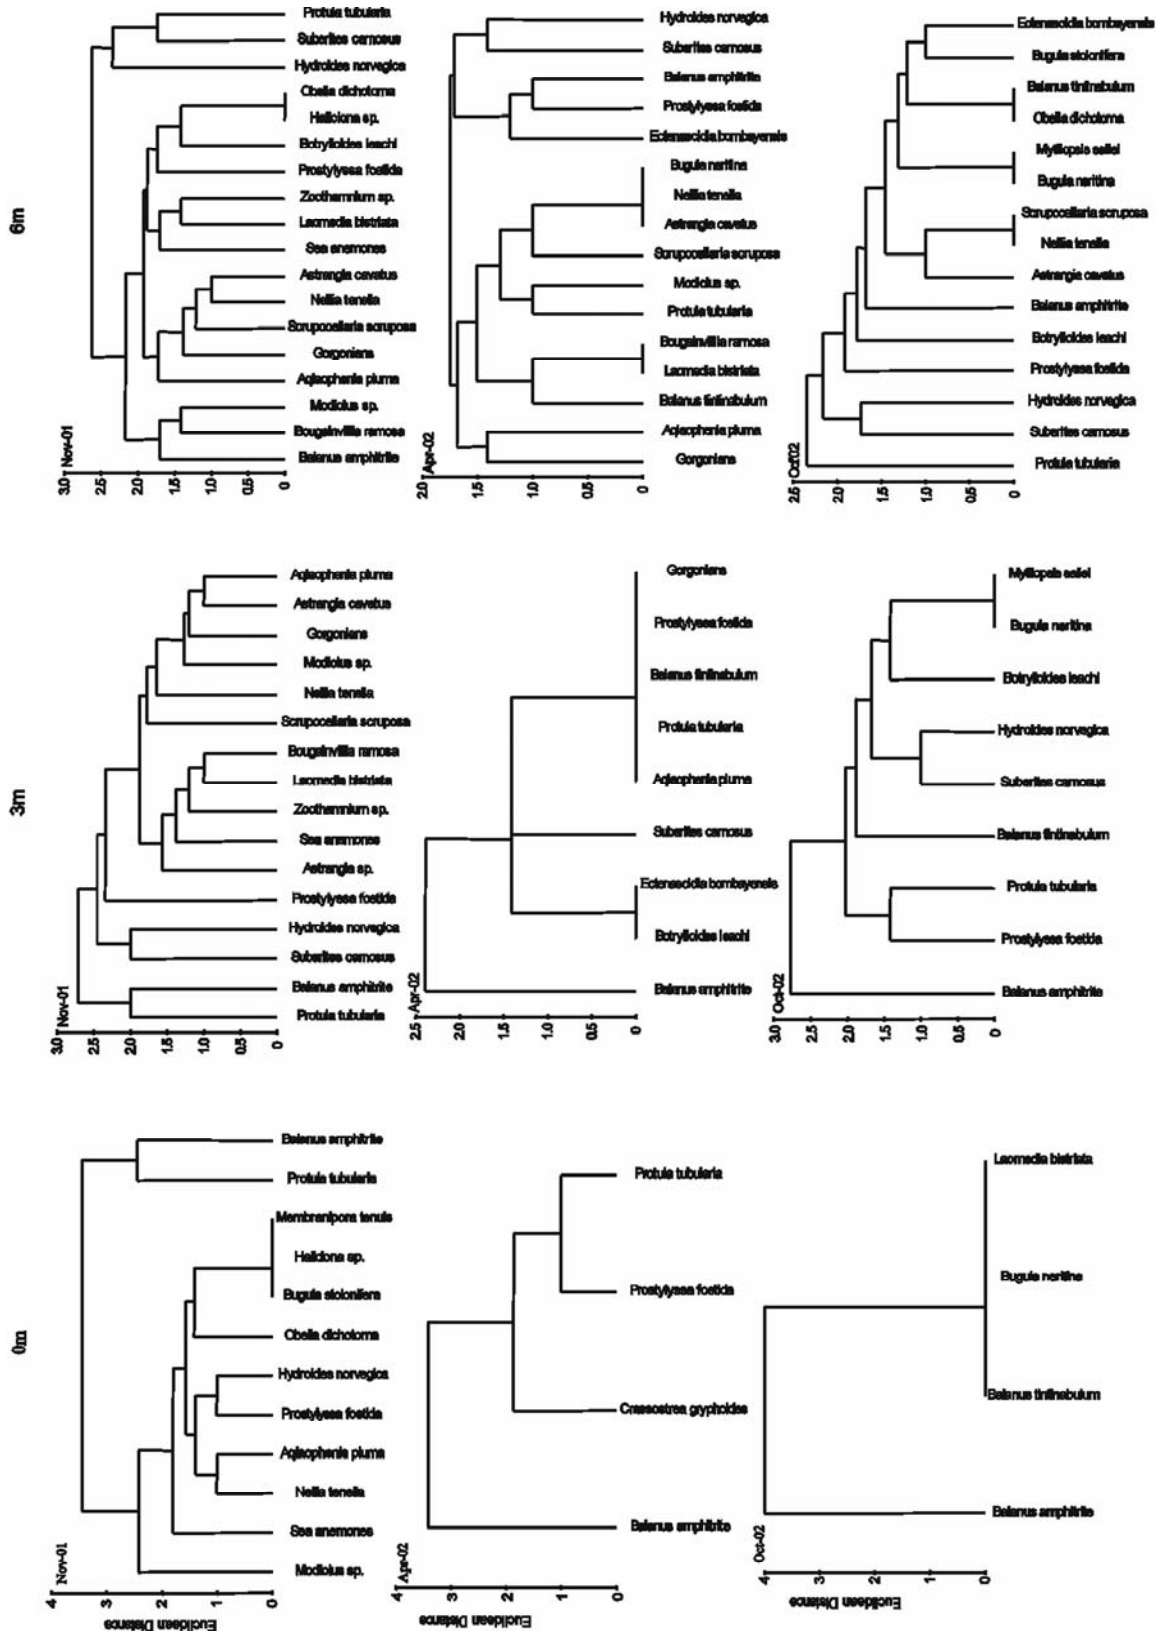 6m
Protula tubularia
Suberites carnosus
Hydroides norvegica
Obelia dichotoma
Haliclona sp.
Botrylloides leachi
Prostylyssa foetida
Zoothamnium sp.
Laomedia bistriata
Sea anemones
Astrangia cavatus
Nellia tenella
Scrupocellaria scruposa
Gorgonians
Aglaophenia pluma
Modiolus sp.
Bougainvillia ramosa
Balanus amphitrite
Nov-01
3.0 2.5 2.0 1.5 1.0 0.5 0
Hydroides norvegica
Suberites carnosus
Balanus amphitrite
Prostylyssa foetida
Ectenascidia bombayensis
Bugula neritina
Nellia tenella
Astrangia cavatus
Scrupocellaria scruposa
Modiolus sp.
Protula tubularia
Bougainvillia ramosa
Laomedia bistriata
Balanus tintinabulum
Aglaophenia pluma
Gorgonians
Apr-02
2.0 1.5 1.0 0.5 0
Ectenascidia bombayensis
Bugula stolonifera
Balanus tintinabulum
Obelia dichotoma
Mytilopsis sallei
Bugula neritina
Scrupocellaria scruposa
Nellia tenella
Astrangia cavatus
Balanus amphitrite
Botrylloides leachi
Prostylyssa foetida
Hydroides norvegica
Suberites carnosus
Protula tubularia
Oct'02
2.5 2.0 1.5 1.0 0.5 0
3m
Aglaophenia pluma
Astrangia cavatus
Gorgonians
Modiolus sp.
Nellia tenella
Scrupocellaria scruposa
Bougainvillia ramosa
Laomedia bistriata
Zoothamnium sp.
Sea anemones
Astrangia sp.
Prostylyssa foetida
Hydroides norvegica
Suberites carnosus
Balanus amphitrite
Protula tubularia
Nov-01
3.0 2.5 2.0 1.5 1.0 0.5 0
Gorgonians
Prostylyssa foetida
Balanus tintinabulum
Protula tubularia
Aglaophenia pluma
Suberites carnosus
Ectenascidia bombayensis
Botrylloides leachi
Balanus amphitrite
Apr-02
2.5 2.0 1.5 1.0 0.5 0
Mytilopsis sallei
Bugula neritina
Botrylloides leachi
Hydroides norvegica
Suberites carnosus
Balanus tintinabulum
Protula tubularia
Prostylyssa foetida
Balanus amphitrite
Oct-02
3.0 2.5 2.0 1.5 1.0 0.5 0
0m
Balanus amphitrite
Protula tubularia
Membranipora tenuis
Haliclona sp.
Bugula stolonifera
Obelia dichotoma
Hydroides norvegica
Prostylyssa foetida
Aglaophenia pluma
Nellia tenella
Sea anemones
Modiolus sp.
Nov-01
4 3 2 1 0
Euclidean Distance
Protula tubularia
Prostylyssa foetida
Crassostrea gryphoides
Balanus amphitrite
Apr-02
4 3 2 1 0
Euclidean Distance
Laomedia bistriata
Bugula neritina
Balanus tintinabulum
Balanus amphitrite
Oct-02
4 3 2 1 0
Euclidean Distance